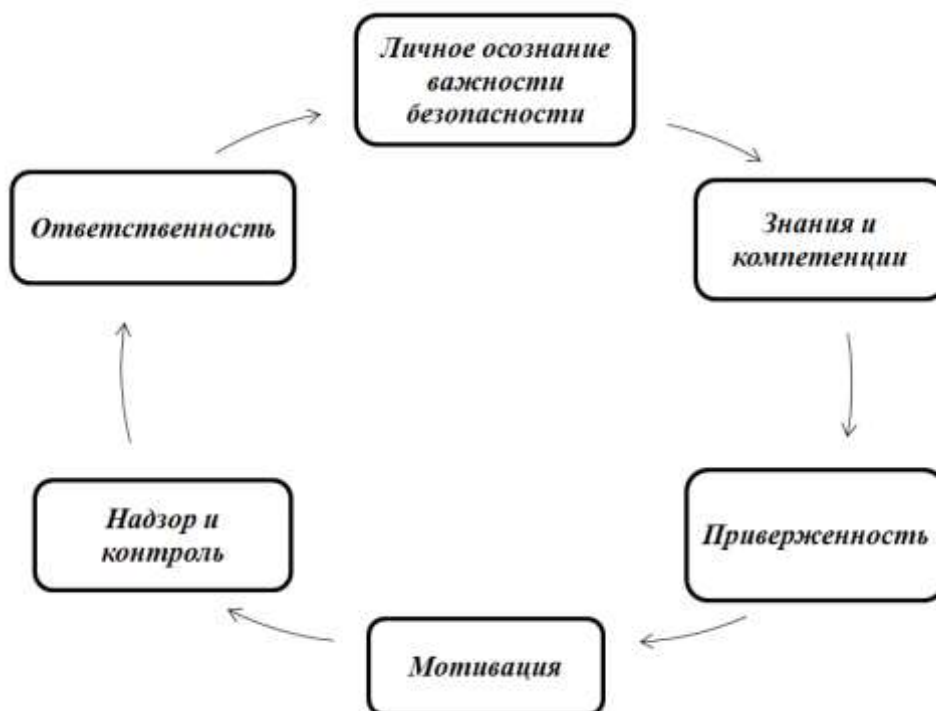 Личное осознание
важности
безопасности
Знания и
компетенции
Приверженность
Мотивация
Надзор и
контроль
Ответственность